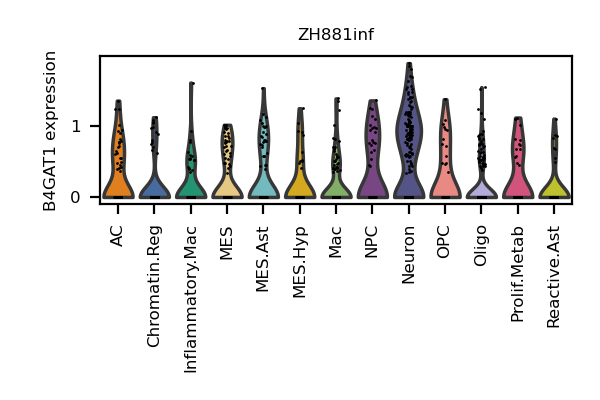 ZH881inf
B4GAT1 expression
1
0
AC
Chromatin.Reg
Inflammatory.Mac
MES
MES.Ast
MES.Hyp
Mac
NPC
Neuron
OPC
Oligo
Prolif.Metab
Reactive.Ast